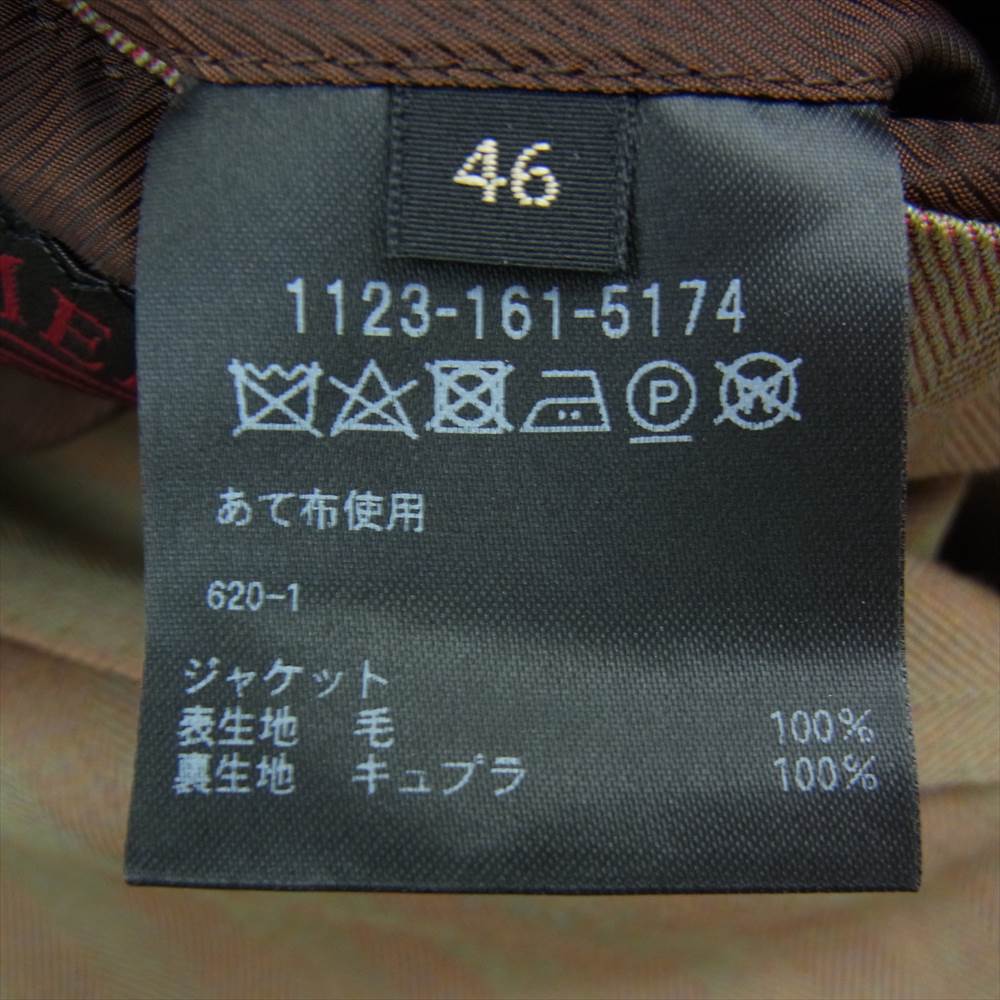 46
1123-161-5174
P
あて布使用
620-1
ジャケット
表生地 毛 100%
裏生地 キュプラ 100%